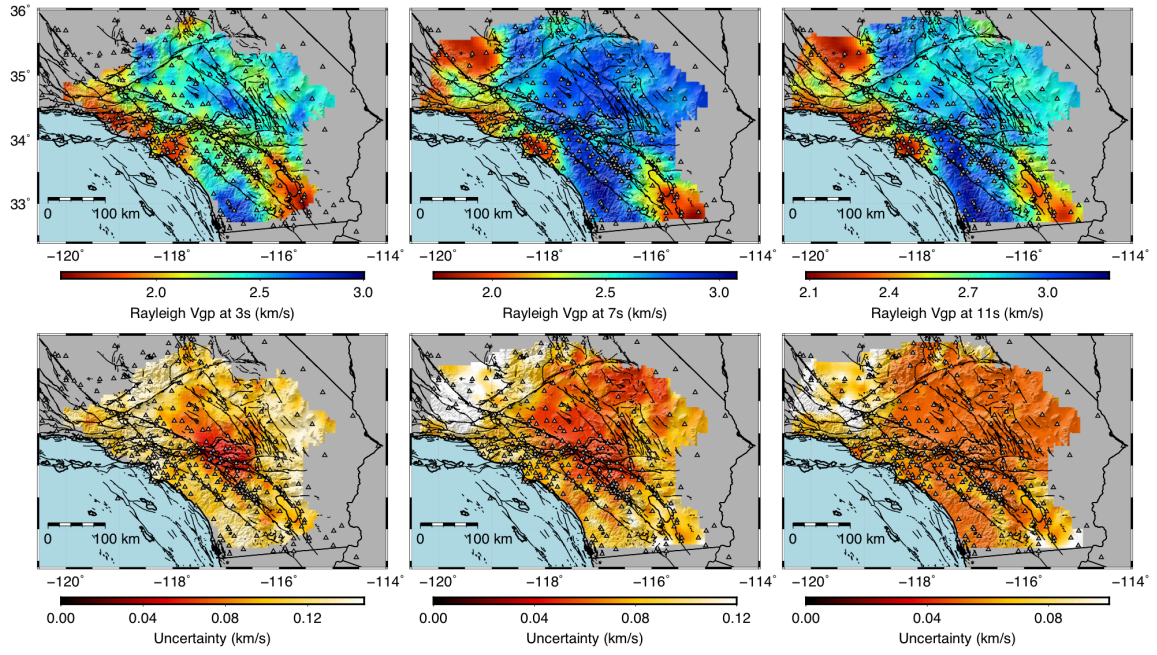 36°
35°
34°
33°
0 100 km
0 100 km
0 100 km
−120° −118° −116° −114°
−120° −118° −116° −114°
−120° −118° −116° −114°
2.0 2.5 3.0
2.0 2.5 3.0
2.1 2.4 2.7 3.0
Rayleigh Vgp at 3s (km/s)
Rayleigh Vgp at 7s (km/s)
Rayleigh Vgp at 11s (km/s)
0 100 km
0 100 km
0 100 km
−120° −118° −116° −114°
−120° −118° −116° −114°
−120° −118° −116° −114°
0.00 0.04 0.08 0.12
0.00 0.04 0.08 0.12
0.00 0.04 0.08
Uncertainty (km/s)
Uncertainty (km/s)
Uncertainty (km/s)